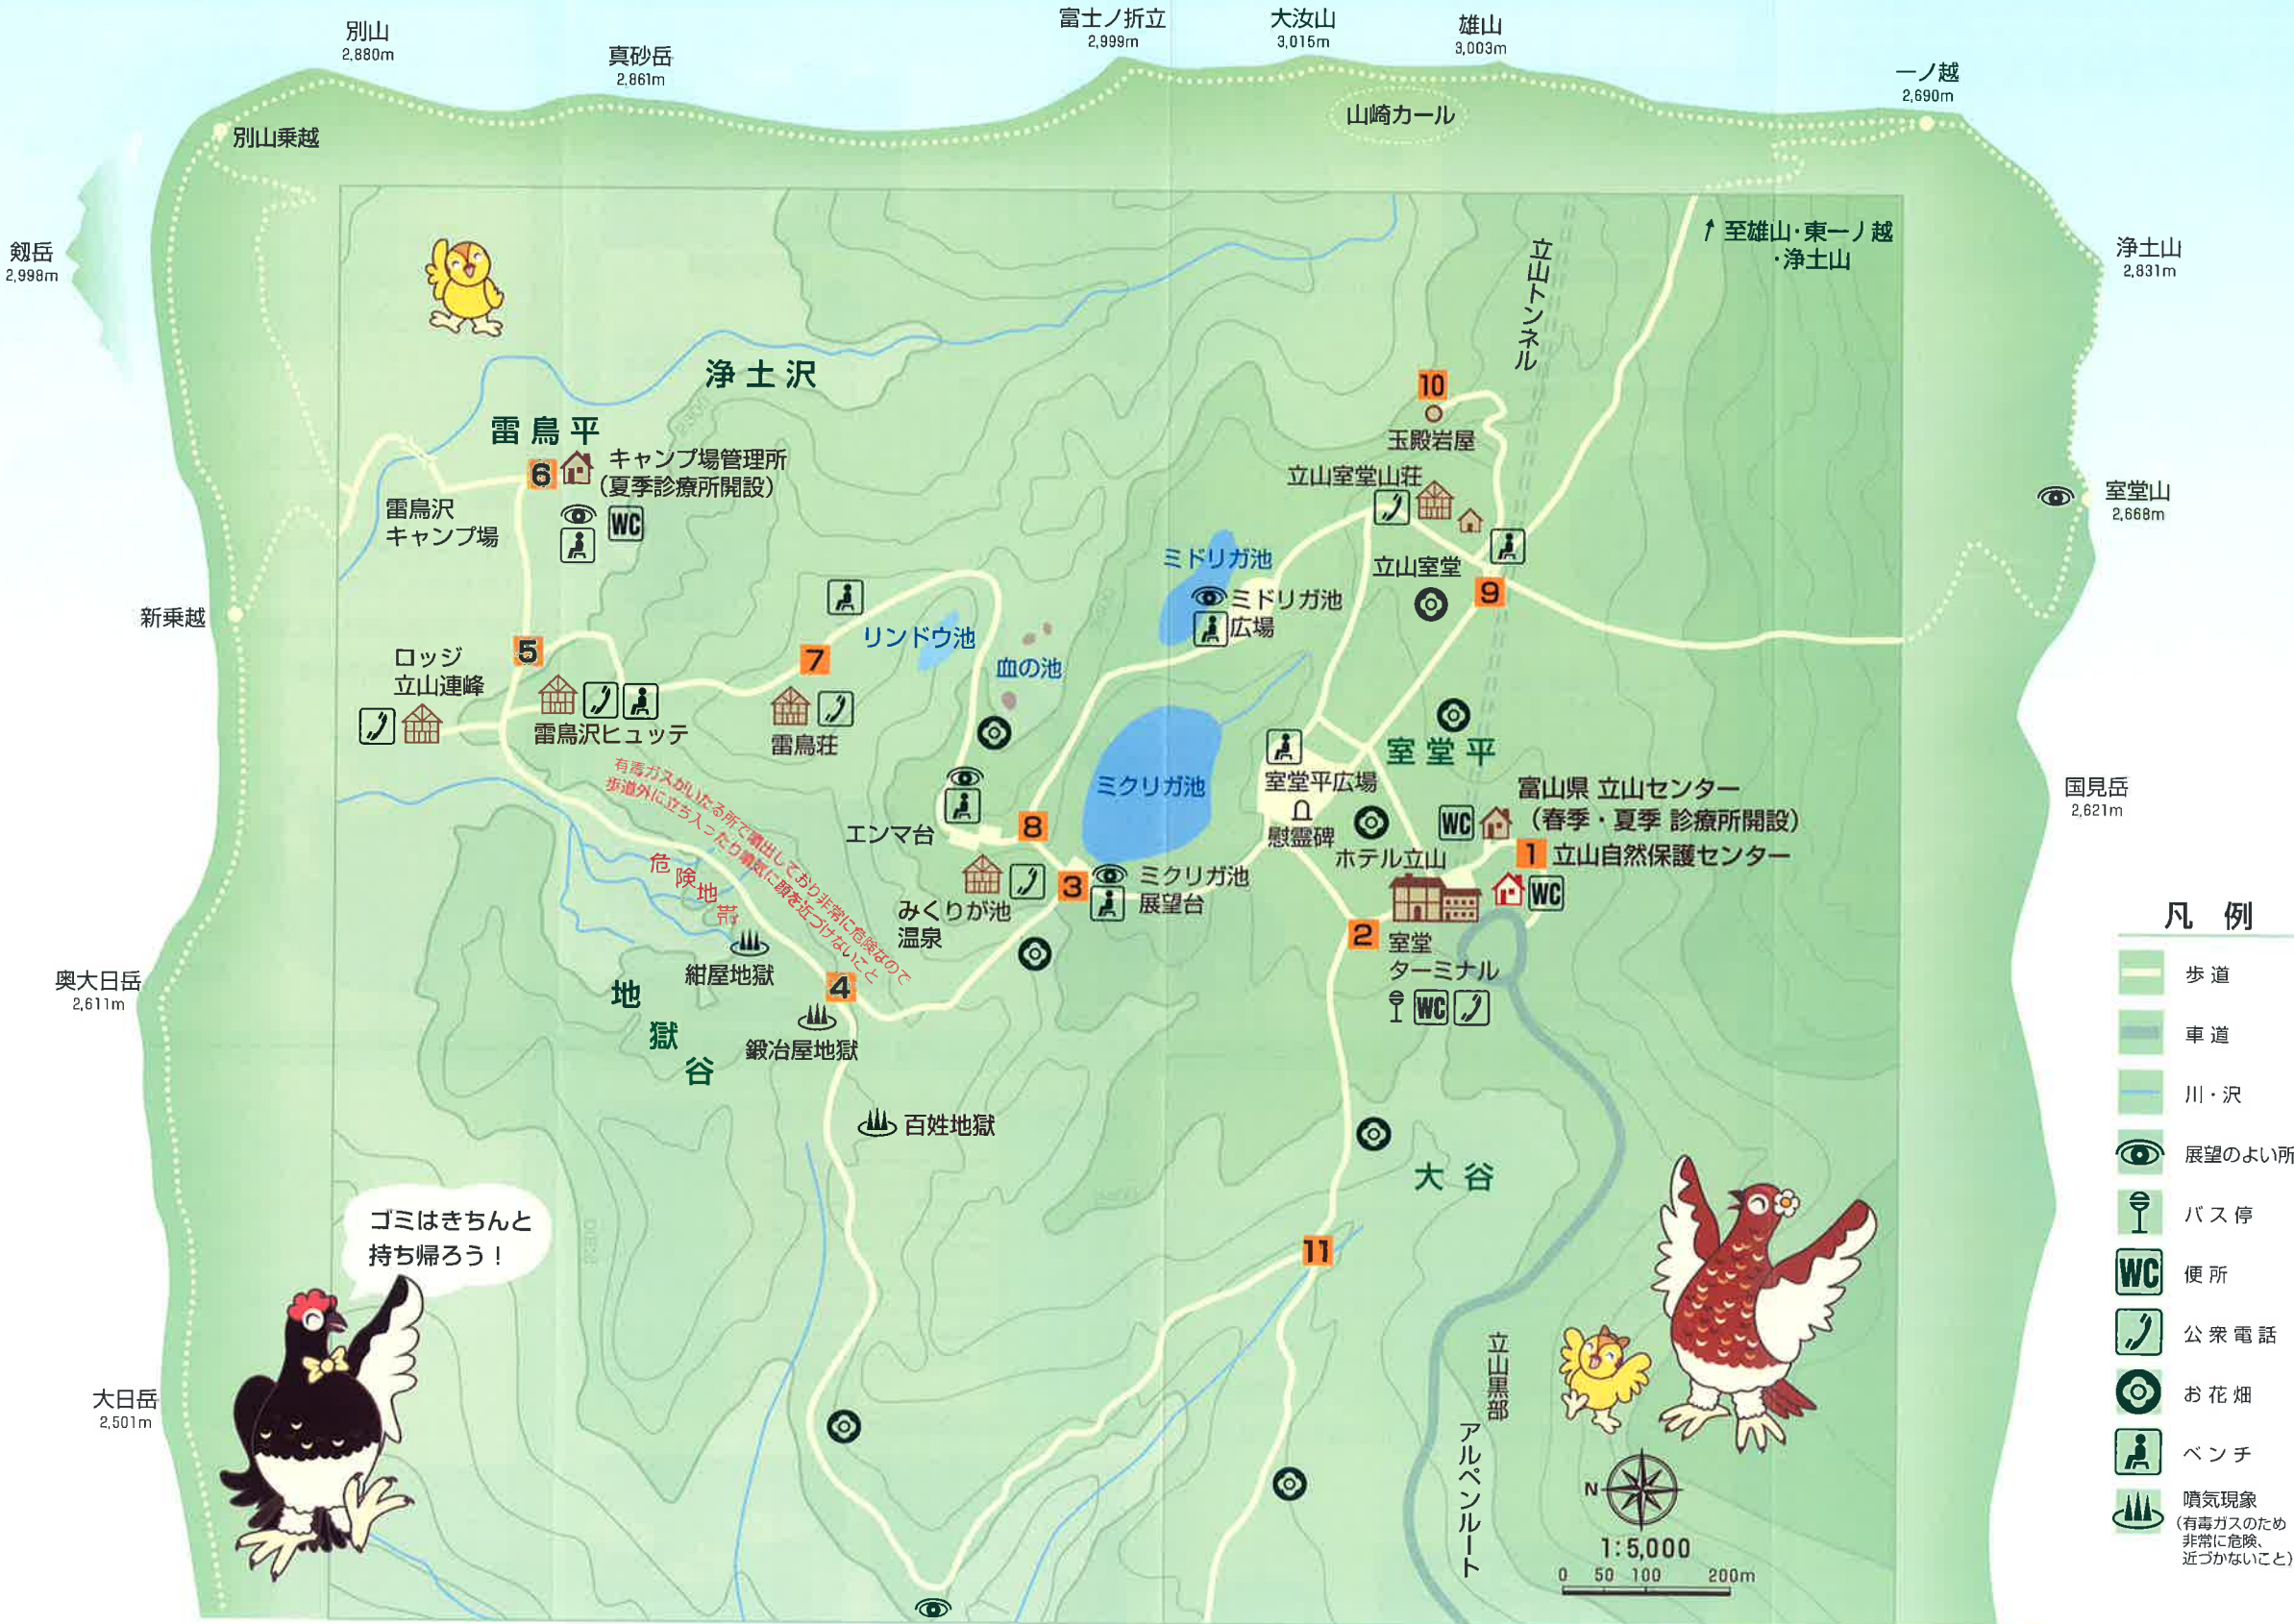 別山
2,880m
真砂岳
2,861m
富士ノ折立
2,999m
大汝山
3,015m
雄山
3,003m
一ノ越
2,690m
別山乗越
山崎カール
剱岳
2,998m
↑至雄山・東一ノ越
・浄土山
浄土山
2,831m
立山トンネル
浄土沢
雷鳥平
10
玉殿岩屋
6
キャンプ場管理所
(夏季診療所開設)
WC
雷鳥沢
キャンプ場
立山室堂山荘
室堂山
2,668m
ミドリガ池
立山室堂
9
ミドリガ池
広場
新乗越
5
7
リンドウ池
血の池
ロッジ
立山連峰
雷鳥沢ヒュッテ
雷鳥荘
室堂平
ミクリガ池
室堂平広場
慰霊碑
富山県 立山センター
(春季・夏季 診療所開設)
WC
国見岳
2,621m
有毒ガスがいたる所で噴出しており非常に危険なので
歩道外に立ち入ったり噴気に顔を近づけないこと
危険地帯
エンマ台
8
ホテル立山
1
立山自然保護センター
WC
3
ミクリガ池
展望台
みくりが池
温泉
2
室堂
ターミナル
WC
紺屋地獄
4
地獄谷
鍛冶屋地獄
奥大日岳
2,611m
百姓地獄
大谷
11
ゴミはきちんと
持ち帰ろう！
大日岳
2,501m
立山黒部
アルペンルート
N
1:5,000
0 50 100 200m
凡例
歩道
車道
川・沢
展望のよい所
バス停
WC
便所
公衆電話
お花畑
ベンチ
噴気現象
(有毒ガスのため
非常に危険、
近づかないこと)